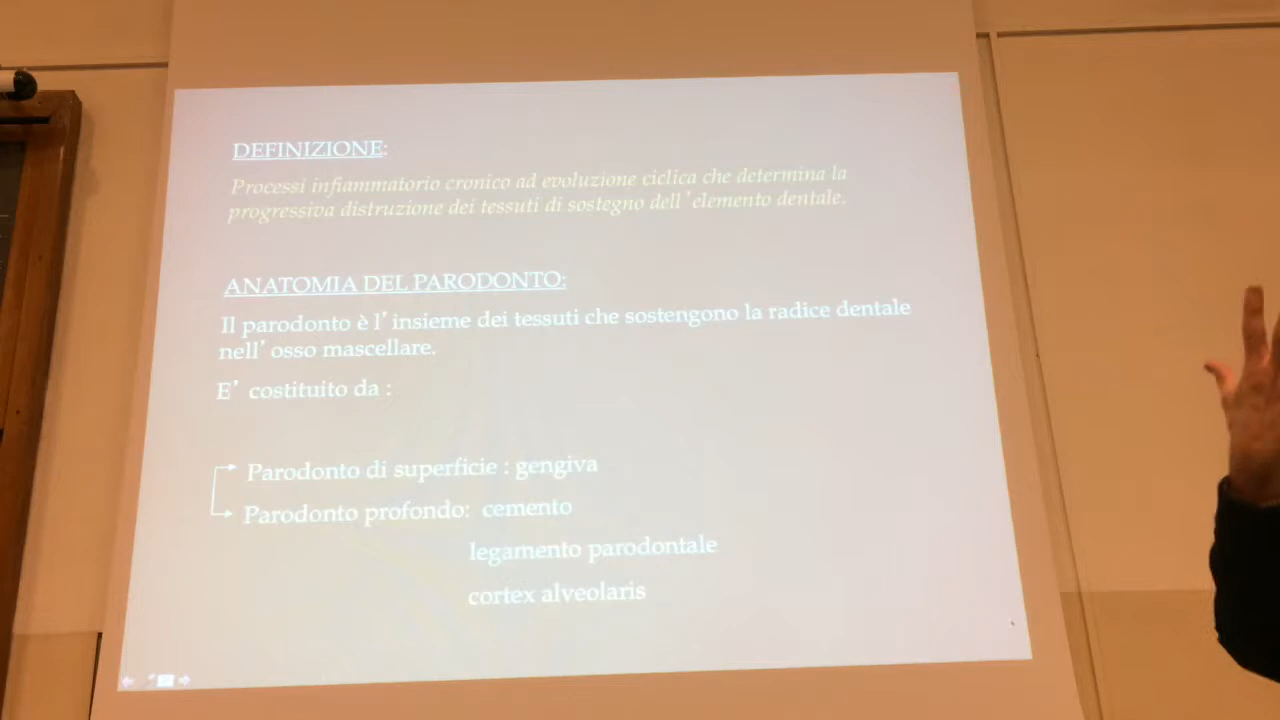 DEFINIZIONE:
Processi infiammatorio cronico ad evoluzione ciclica che determina la
progressiva distruzione dei tessuti di sostegno dell'elemento dentale.
ANATOMIA DEL PARODONTO:
Il parodonto è l'insieme dei tessuti che sostengono la radice dentale
nell'osso mascellare.
E' costituito da :
Parodonto di superficie : gengiva
Parodonto profondo: cemento
legamento parodontale
cortex alveolaris